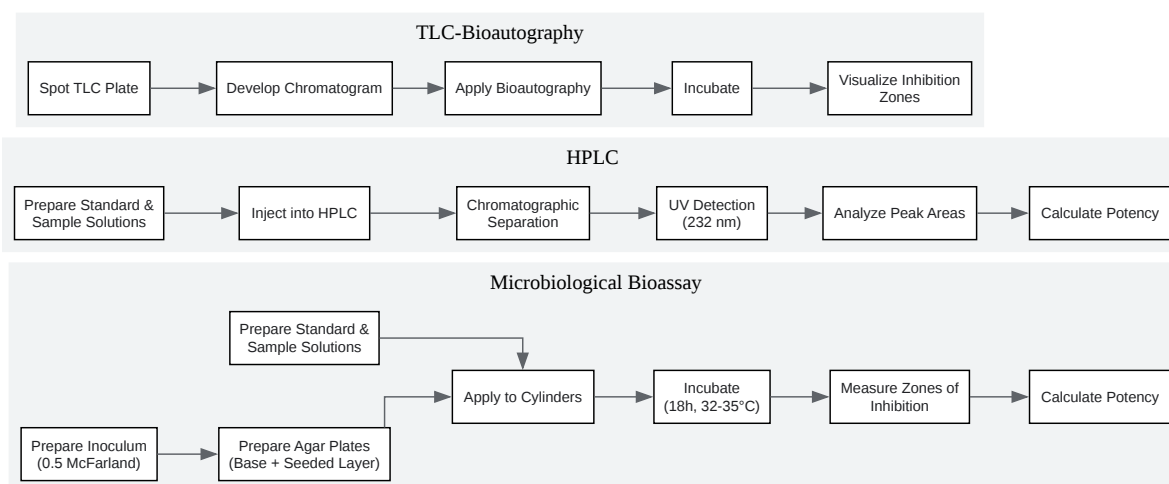 TLC-Bioautography
Spot TLC Plate
Develop Chromatogram
Apply Bioautography
Incubate
Visualize Inhibition
Zones
HPLC
Prepare Standard &
Sample Solutions
Inject into HPLC
Chromatographic
Separation
UV Detection
(232 nm)
Analyze Peak Areas
Calculate Potency
Microbiological Bioassay
Prepare Standard &
Sample Solutions
Prepare Inoculum
(0.5 McFarland)
Prepare Agar Plates
(Base + Seeded Layer)
Apply to Cylinders
Incubate
(18h, 32-35°C)
Measure Zones of
Inhibition
Calculate Potency